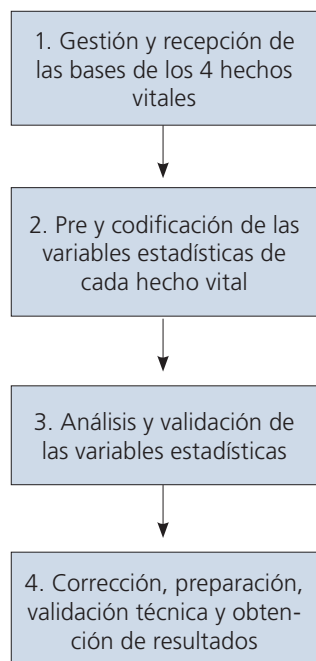 1. Gestión y recepción de
las bases de los 4 hechos
vitales
2. Pre y codificación de las
variables estadísticas de
cada hecho vital
3. Análisis y validación de
las variables estadísticas
4. Corrección, preparación,
validación técnica y obten-
ción de resultados